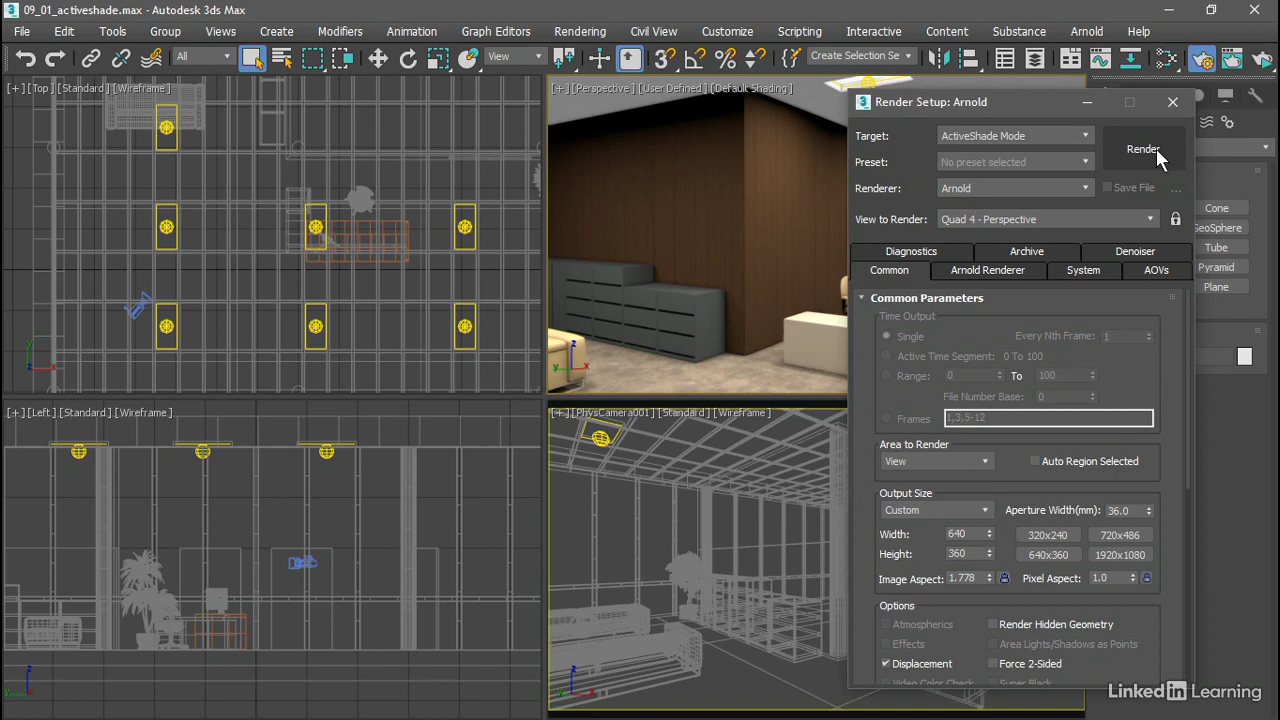 09_01_activeshade.max - Autodesk 3ds Max
File Edit Tools Group Views Create Modifiers Animation Graph Editors Rendering Civil View Customize Scripting Interactive Content Substance Arnold Help
All View Create Selection Se
[+] [Top] [Standard] [Wireframe]
[+] [Perspective] [User Defined] [Default Shading]
Render Setup: Arnold
Target: ActiveShade Mode
Render
Preset: No preset selected
Renderer: Arnold
Save File ...
View to Render: Quad 4 - Perspective
Diagnostics Archive Denoiser
Common Arnold Renderer System AOVs
Common Parameters
Time Output
Single Every Nth Frame: 1
Active Time Segment: 0 To 100
Range: 0 To 100
File Number Base: 0
Frames 1,3,5-12
Area to Render
View Auto Region Selected
Output Size
Custom Aperture Width(mm): 36.0
Width: 640 320x240 720x486
Height: 360 640x360 1920x1080
Image Aspect: 1.778 Pixel Aspect: 1.0
Options
Atmospherics Render Hidden Geometry
Effects Area Lights/Shadows as Points
Displacement Force 2-Sided
Video Color Check Super Black
Cone
GeoSphere
Tube
Pyramid
Plane
[+] [Left] [Standard] [Wireframe]
[+] [PhysCamera001] [Standard] [Wireframe]
y x
z y x
z y
z y x
LinkedIn Learning